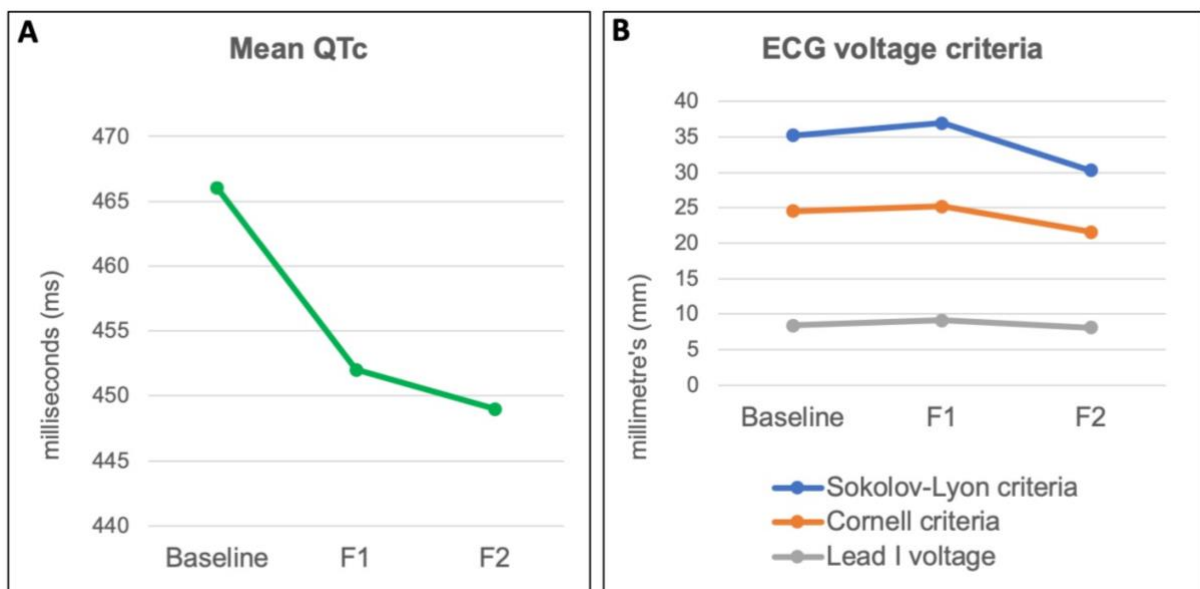 A
Mean QTc
470
465
460
455
450
445
440
milliseconds (ms)
Baseline F1 F2
B
ECG voltage criteria
40
35
30
25
20
15
10
5
0
millimetre's (mm)
Baseline F1 F2
Sokolov-Lyon criteria
Cornell criteria
Lead I voltage